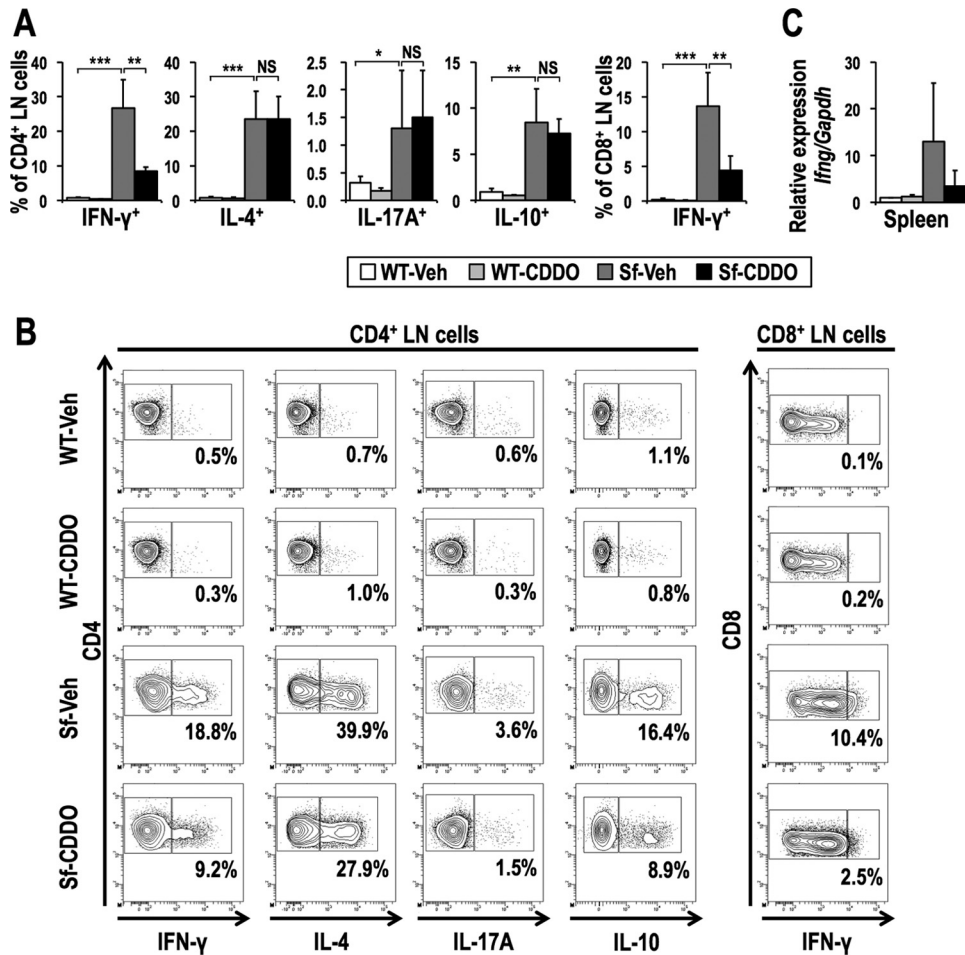 A
C
% of CD4⁺ LN cells
40
30
20
10
0
***
**
IFN-γ⁺
40
30
20
10
0
***
NS
IL-4⁺
2.5
2.0
1.5
1.0
0.5
0.0
*
NS
IL-17A⁺
15
10
5
0
**
NS
IL-10⁺
% of CD8⁺ LN cells
20
15
10
5
0
***
**
IFN-γ⁺
Relative expression
Ifng/Gapdh
30
20
10
0
Spleen
WT-Veh WT-CDDO Sf-Veh Sf-CDDO
B
CD4⁺ LN cells CD8⁺ LN cells
CD4
CD8
WT-Veh
0.5% 0.7% 0.6% 1.1% 0.1%
WT-CDDO
0.3% 1.0% 0.3% 0.8% 0.2%
Sf-Veh
18.8% 39.9% 3.6% 16.4% 10.4%
Sf-CDDO
9.2% 27.9% 1.5% 8.9% 2.5%
IFN-γ IL-4 IL-17A IL-10 IFN-γ